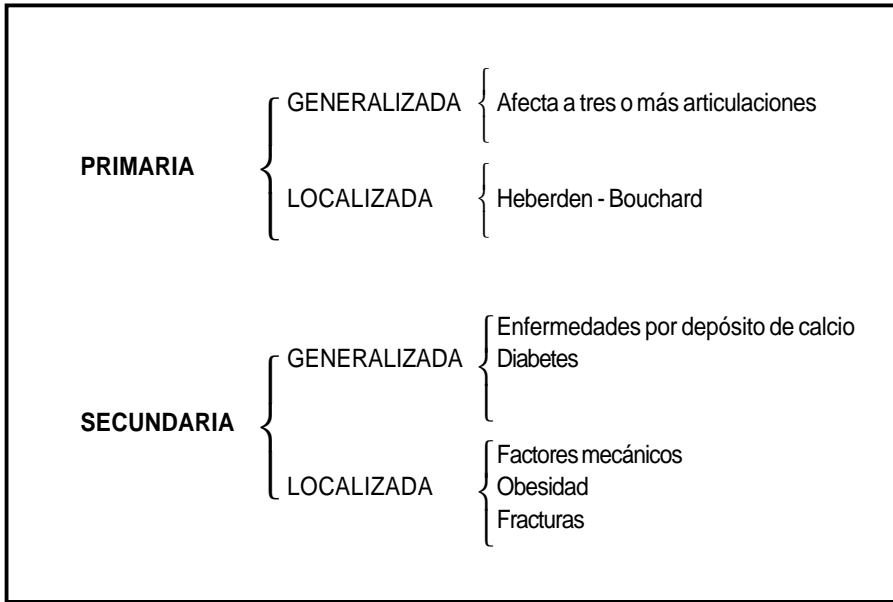 GENERALIZADA
Afecta a tres o más articulaciones
PRIMARIA
LOCALIZADA
Heberden - Bouchard
Enfermedades por depósito de calcio
GENERALIZADA
Diabetes
SECUNDARIA
Factores mecánicos
LOCALIZADA
Obesidad
Fracturas